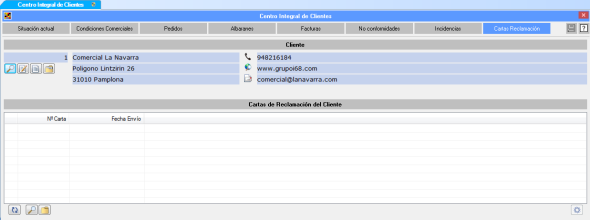 Centro Integral de Clientes
Centro Integral de Clientes
Situación actual Condiciones Comerciales Pedidos Albaranes Facturas No conformidades Incidencias Cartas Reclamación
Cliente
1 Comercial La Navarra 948216184
Poligono Lintzirin 26 www.grupoi68.com
31010 Pamplona comercial@lanavarra.com
Cartas de Reclamación del Cliente
Nº Carta Fecha Envío